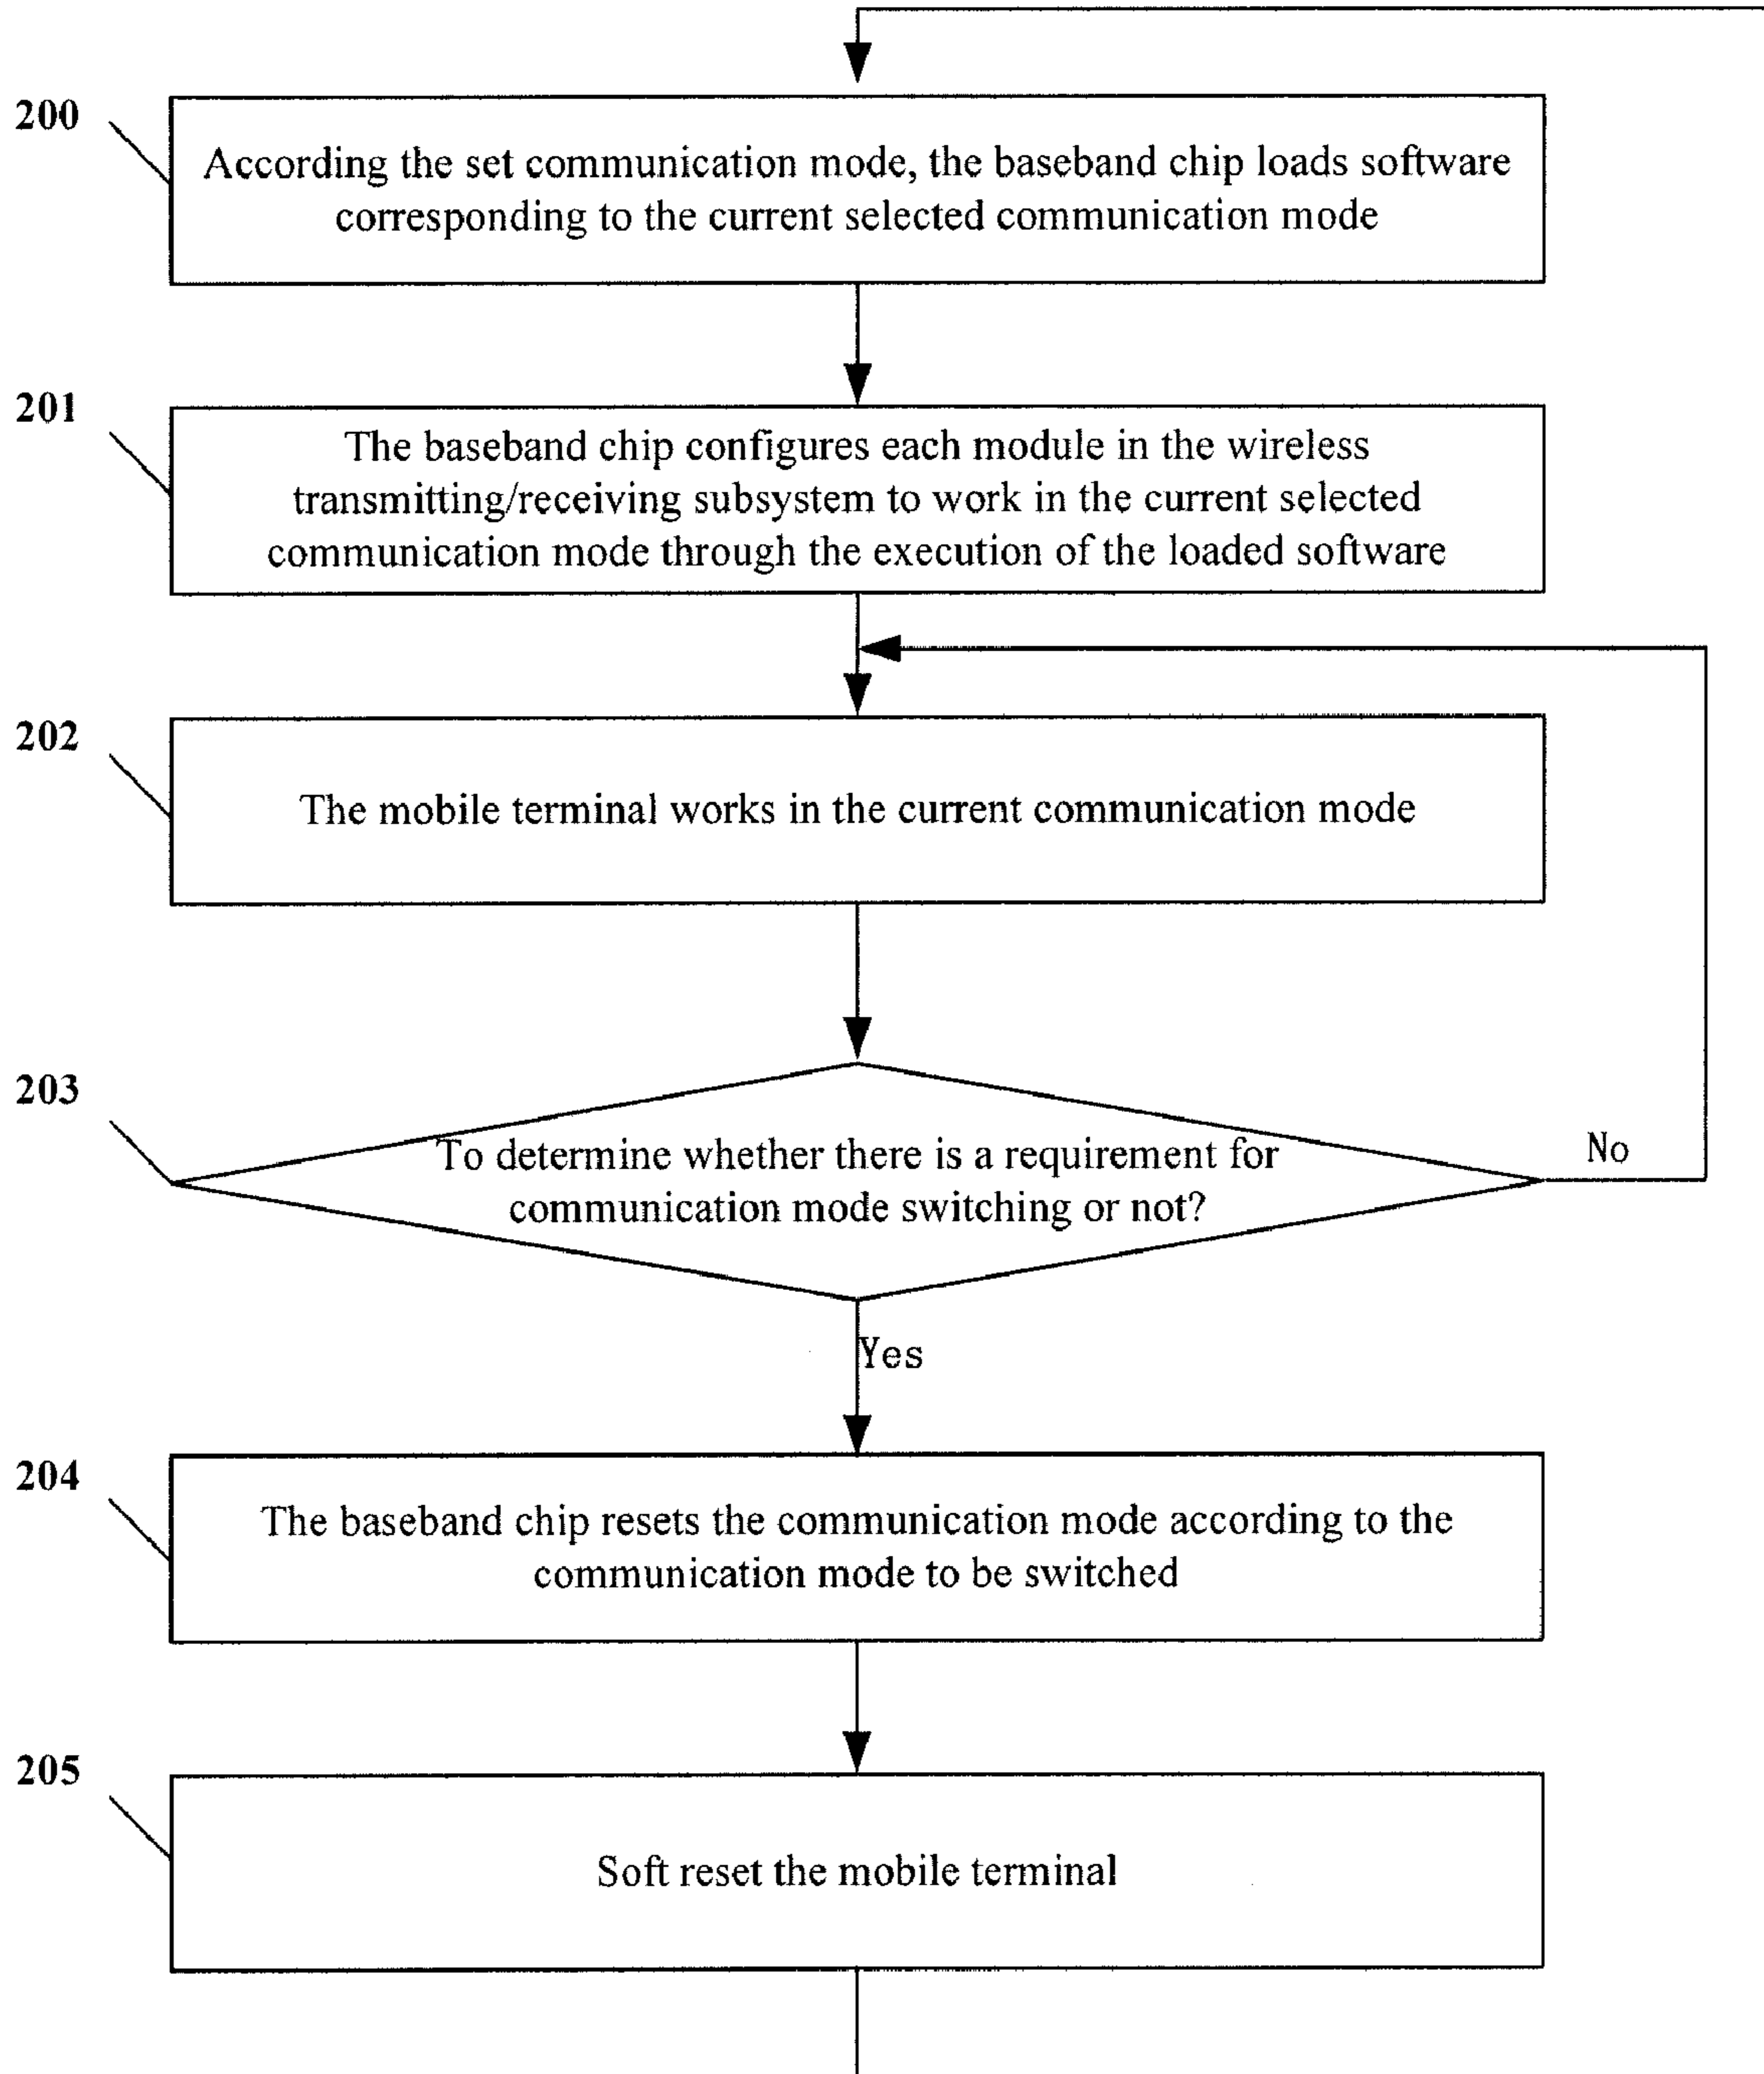 200
According the set communication mode, the baseband chip loads software
corresponding to the current selected communication mode
201
The baseband chip configures each module in the wireless
transmitting/receiving subsystem to work in the current selected
communication mode through the execution of the loaded software
202
The mobile terminal works in the current communication mode
203
To determine whether there is a requirement for
communication mode switching or not?
No
Yes
204
The baseband chip resets the communication mode according to the
communication mode to be switched
205
Soft reset the mobile terminal